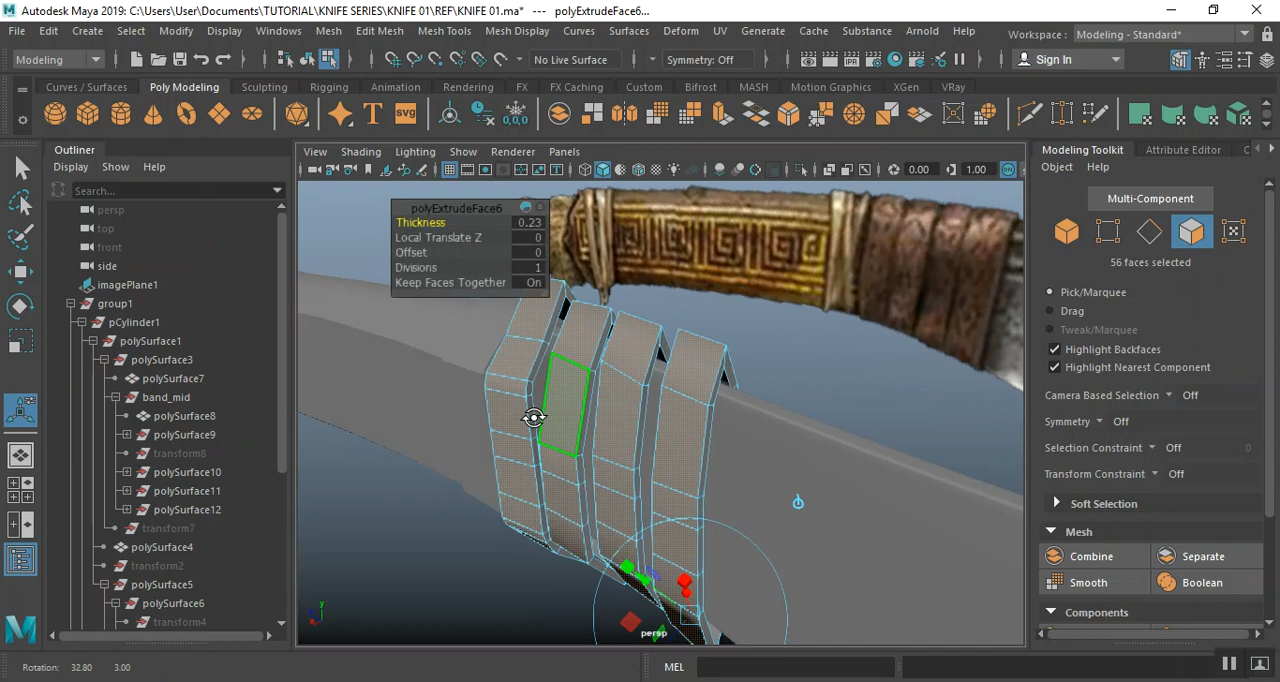 Autodesk Maya 2019: C:\Users\User\Documents\TUTORIAL\KNIFE SERIES\KNIFE 01\REF\KNIFE 01.ma* --- polyExtrudeFace6...
File Edit Create Select Modify Display Windows Mesh Edit Mesh Mesh Tools Mesh Display Curves Surfaces Deform UV Generate Cache Substance Arnold Help Workspace : Modeling - Standard*
Modeling No Live Surface Symmetry: Off Sign In
Curves / Surfaces Poly Modeling Sculpting Rigging Animation Rendering FX FX Caching Custom Bifrost MASH Motion Graphics XGen VRay
SVG 0,0,0
Outliner
Display Show Help
Search...
persp
top
front
side
imagePlane1
group1
pCylinder1
polySurface1
polySurface3
polySurface7
band_mid
polySurface8
polySurface9
transform8
polySurface10
polySurface11
polySurface12
transform7
polySurface4
transform2
polySurface5
polySurface6
transform4
View Shading Lighting Show Renderer Panels
0.00 1.00
polyExtrudeFace6
Thickness 0.23
Local Translate Z 0
Offset 0
Divisions 1
Keep Faces Together On
persp
Modeling Toolkit Attribute Editor C
Object Help
Multi-Component
56 faces selected
Pick/Marquee
Drag
Tweak/Marquee
Highlight Backfaces
Highlight Nearest Component
Camera Based Selection Off
Symmetry Off
Selection Constraint Off 0
Transform Constraint Off
Soft Selection
Mesh
Combine Separate
Smooth Boolean
Components
Rotation: 32.80 3.00 MEL